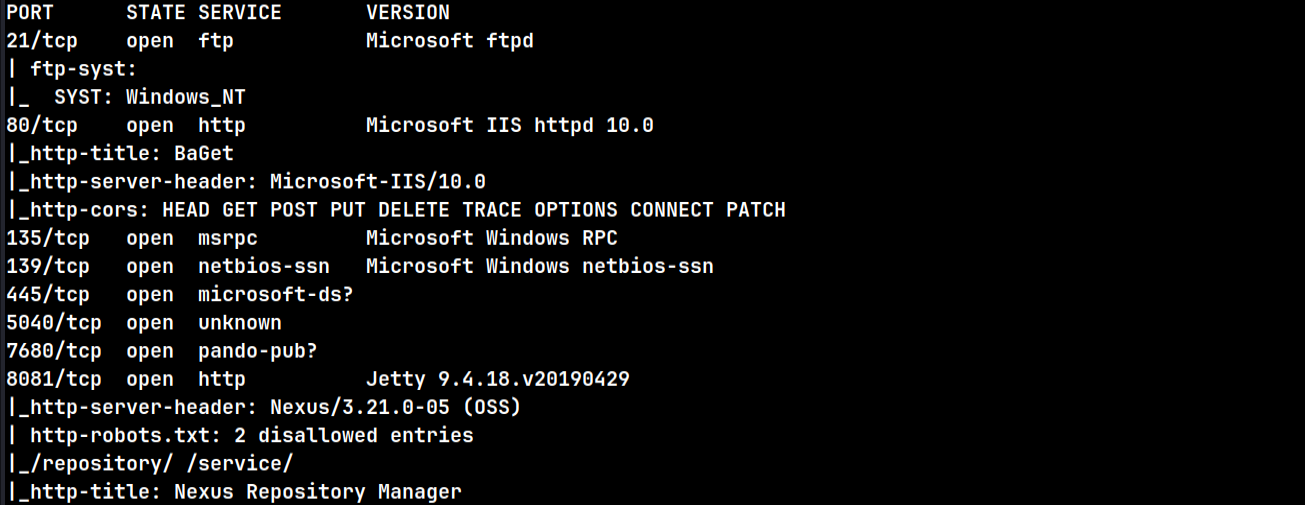 PORT      STATE SERVICE       VERSION
21/tcp    open  ftp           Microsoft ftpd
| ftp-syst:
|_  SYST: Windows_NT
80/tcp    open  http          Microsoft IIS httpd 10.0
|_http-title: BaGet
|_http-server-header: Microsoft-IIS/10.0
|_http-cors: HEAD GET POST PUT DELETE TRACE OPTIONS CONNECT PATCH
135/tcp   open  msrpc         Microsoft Windows RPC
139/tcp   open  netbios-ssn   Microsoft Windows netbios-ssn
445/tcp   open  microsoft-ds?
5040/tcp  open  unknown
7680/tcp  open  pando-pub?
8081/tcp  open  http          Jetty 9.4.18.v20190429
|_http-server-header: Nexus/3.21.0-05 (OSS)
| http-robots.txt: 2 disallowed entries
|_/repository/ /service/
|_http-title: Nexus Repository Manager